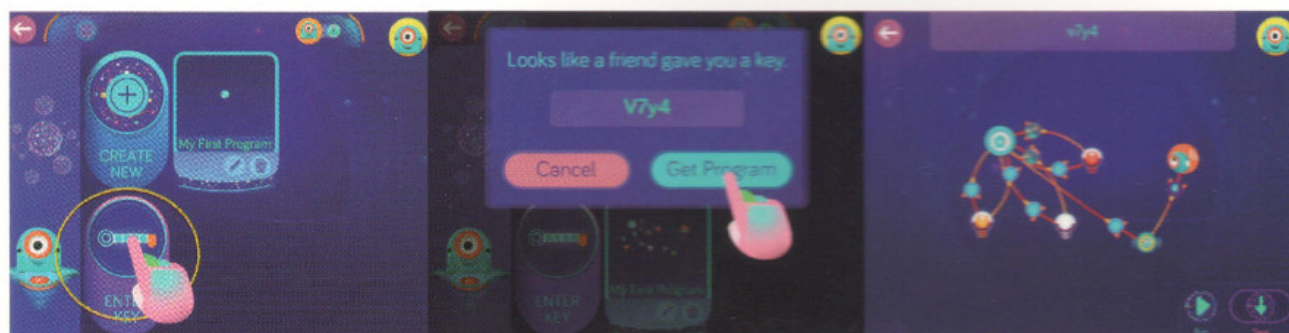 CREATE
NEW
My First Program
ENTER
KEY
Looks like a friend gave you a key.
V7y4
Cancel
Get Program
ENTER
KEY
My First Program
v7y4